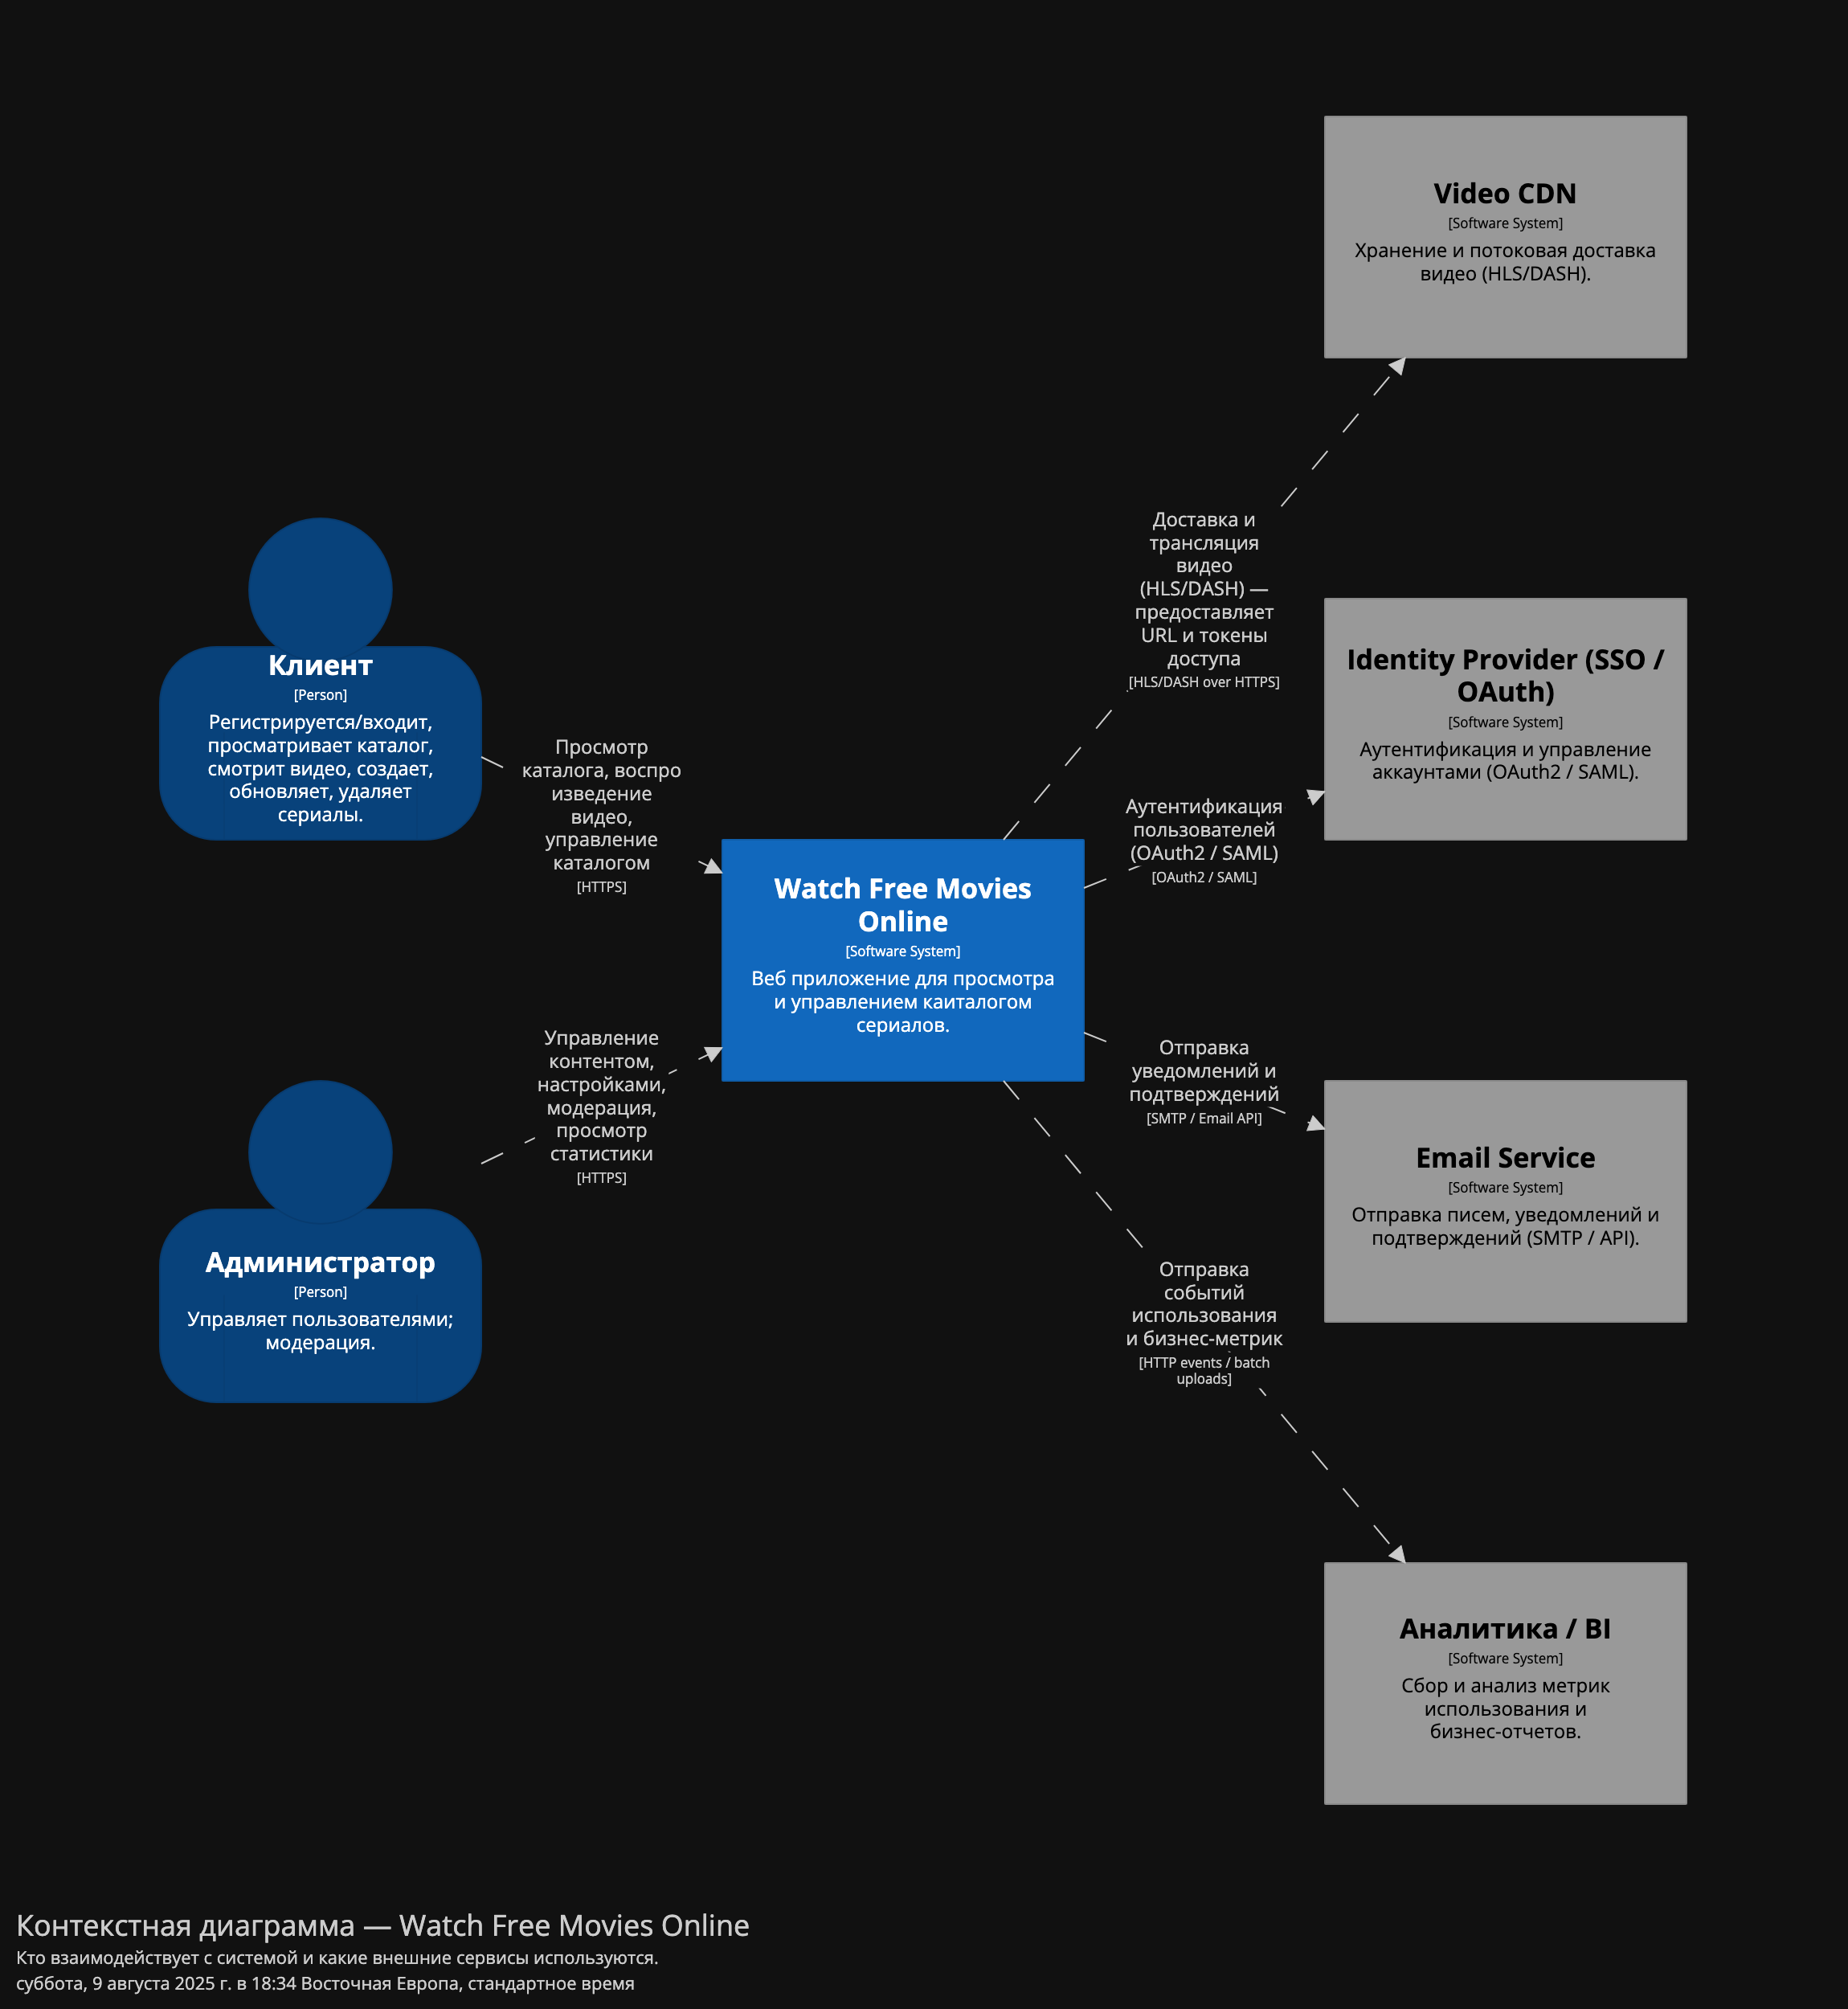 Video CDN
[Software System]
Хранение и потоковая доставка
видео (HLS/DASH).
Доставка и
трансляция
видео
(HLS/DASH) —
предоставляет
URL и токены
доступа
[HLS/DASH over HTTPS]
Identity Provider (SSO /
OAuth)
[Software System]
Аутентификация и управление
аккаунтами (OAuth2 / SAML).
Клиент
[Person]
Регистрируется/входит,
просматривает каталог,
смотрит видео, создает,
обновляет, удаляет
сериалы.
Просмотр
каталога, воспро
изведение
видео,
управление
каталогом
[HTTPS]
Аутентификация
пользователей
(OAuth2 / SAML)
[OAuth2 / SAML]
Watch Free Movies
Online
[Software System]
Веб приложение для просмотра
и управлением каиталогом
сериалов.
Управление
контентом,
настройками,
модерация,
просмотр
статистики
[HTTPS]
Отправка
уведомлений и
подтверждений
[SMTP / Email API]
Email Service
[Software System]
Отправка писем, уведомлений и
подтверждений (SMTP / API).
Администратор
[Person]
Управляет пользователями;
модерация.
Отправка
событий
использования
и бизнес-метрик
[HTTP events / batch
uploads]
Аналитика / BI
[Software System]
Сбор и анализ метрик
использования и
бизнес-отчетов.
Контекстная диаграмма — Watch Free Movies Online
Кто взаимодействует с системой и какие внешние сервисы используются.
суббота, 9 августа 2025 г. в 18:34 Восточная Европа, стандартное время